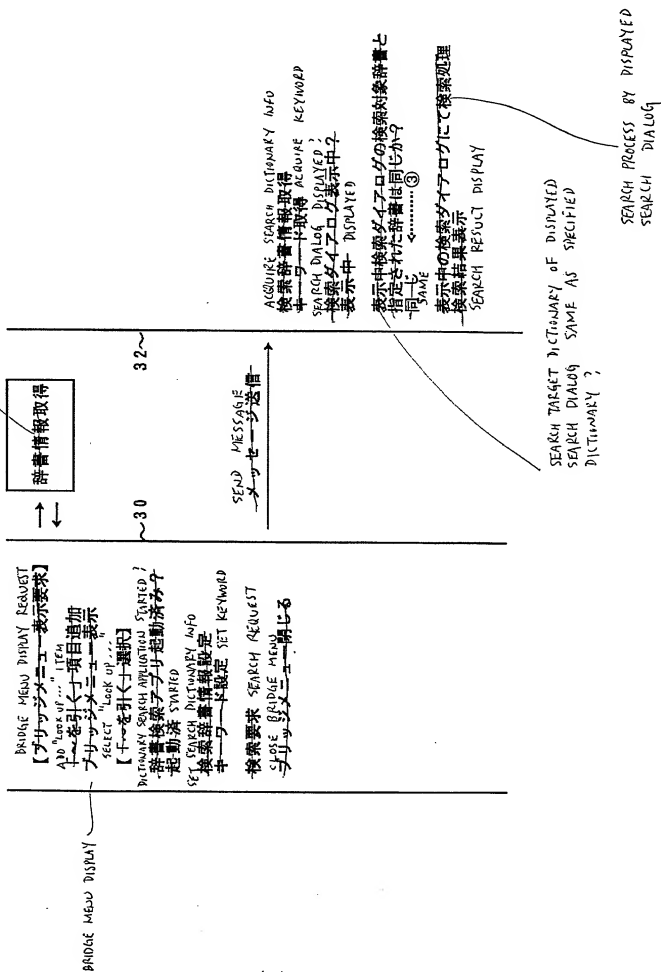 BRIDGE MENU DISPLAY REQUEST
【ブリッジメニュー表示要求】
ADD "LOOK UP..." ITEM
「～を引く」項目追加
ブリッジメニュー表示
BRIDGE MENU DISPLAY
SELECT "LOOK UP..."
【「～を引く」選択】
DICTIONARY SEARCH APPLICATION STARTED?
辞書検索アプリ起動済み?
起動済 STARTED
SET SEARCH DICTIONARY INFO
検索辞書情報設定
キーワード設定 SET KEYWORD
検索要求 SEARCH REQUEST
CLOSE BRIDGE MENU
ブリッジメニュー閉じる
→
←
辞書情報取得
~30
32~
SEND MESSAGE
メッセージ送信
ACQUIRE SEARCH DICTIONARY INFO
検索辞書情報取得
キーワード取得 ACQUIRE KEYWORD
SEARCH DIALOG DISPLAYED?
検索ダイアログ表示中?
表示中 DISPLAYED
表示中検索ダイアログの検索対象辞書と
指定された辞書は同じか?
同じ <………③
SAME
表示中の検索ダイアログにて検索処理
検索結果表示
SEARCH RESULT DISPLAY
SEARCH TARGET DICTIONARY OF DISPLAYED
SEARCH DIALOG SAME AS SPECIFIED
DICTIONARY?
SEARCH PROCESS BY DISPLAYED
SEARCH DIALOG